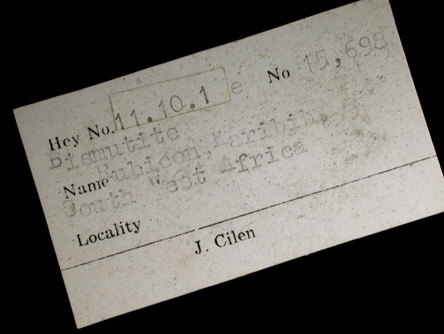 Hey No. 11.10.1 e No 15,698
Bismutite
Name Rubicon, Karibib,
South West Africa
Locality
J. Cilen